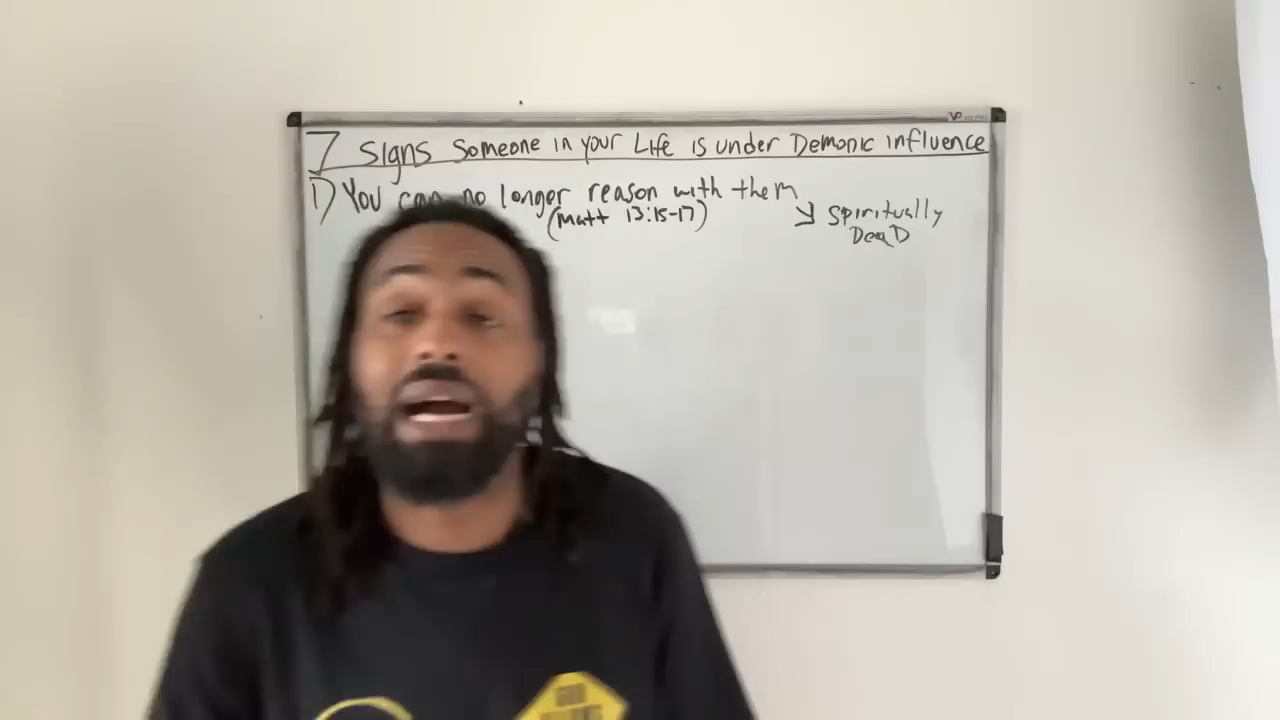 7 Signs Someone in your Life is under Demonic influence
1) You can no longer reason with them
(Matt 13:15-17)
↘ Spiritually
DeaD
GOD